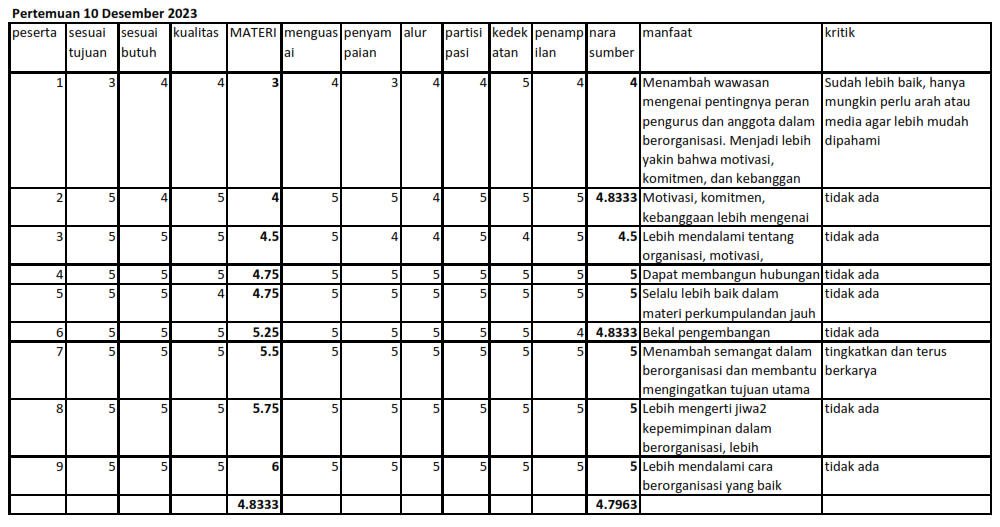 Pertemuan 10 Desember 2023
peserta sesuai tujuan sesuai butuh kualitas MATERI menguas ai penyam paian alur partisi pasi kedek atan penamp ilan nara sumber manfaat kritik
1 3 4 4 3 4 3 4 4 5 4 4 Menambah wawasan Sudah lebih baik, hanya
mengenai pentingnya peran mungkin perlu arah atau
pengurus dan anggota dalam media agar lebih mudah
berorganisasi. Menjadi lebih dipahami
yakin bahwa motivasi,
komitmen, dan kebanggan
2 5 4 5 4 5 5 4 5 5 5 4.8333 Motivasi, komitmen, tidak ada
kebanggaan lebih mengenai
3 5 5 5 4.5 5 4 4 5 4 5 4.5 Lebih mendalami tentang tidak ada
organisasi, motivasi,
4 5 5 5 4.75 5 5 5 5 5 5 5 Dapat membangun hubungan tidak ada
5 5 5 4 4.75 5 5 5 5 5 5 5 Selalu lebih baik dalam tidak ada
materi perkumpulandan jauh
6 5 5 5 5.25 5 5 5 5 5 4 4.8333 Bekal pengembangan tidak ada
7 5 5 5 5.5 5 5 5 5 5 5 5 Menambah semangat dalam tingkatkan dan terus
berorganisasi dan membantu berkarya
mengingatkan tujuan utama
8 5 5 5 5.75 5 5 5 5 5 5 5 Lebih mengerti jiwa2 tidak ada
kepemimpinan dalam
berorganisasi, lebih
9 5 5 5 6 5 5 5 5 5 5 5 Lebih mendalami cara tidak ada
berorganisasi yang baik
4.8333 4.7963